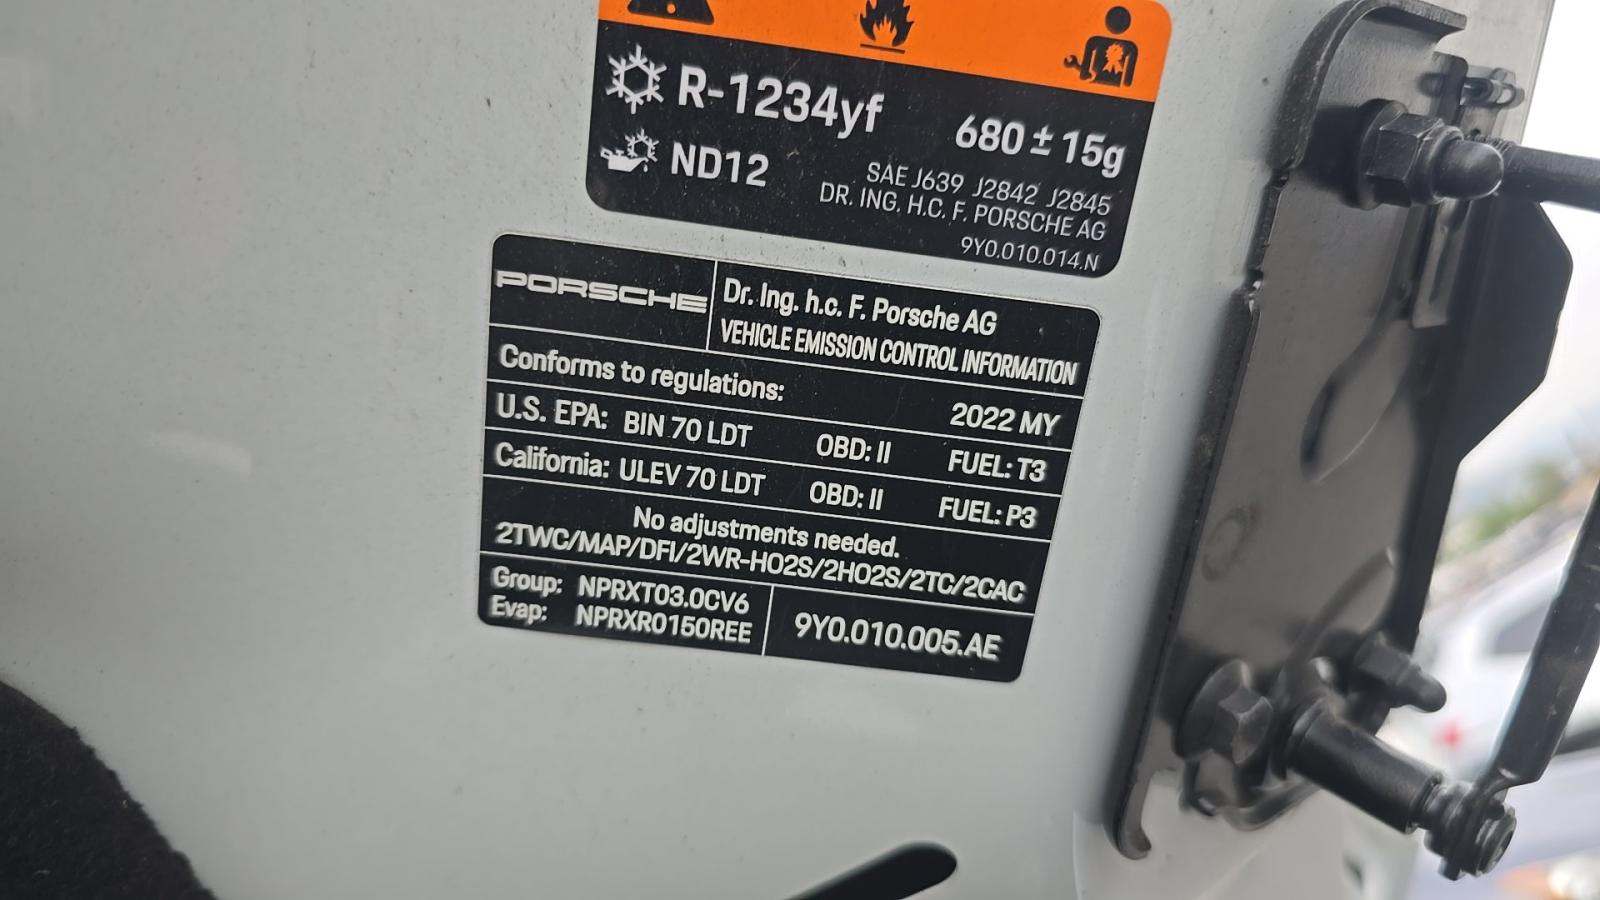 R-1234yf 680 ± 15g
ND12
SAE J639 J2842 J2845
DR. ING. H.C. F. PORSCHE AG
9Y0.010.014.N
PORSCHE
Dr. Ing. h.c. F. Porsche AG
VEHICLE EMISSION CONTROL INFORMATION
Conforms to regulations: 2022 MY
U.S. EPA: BIN 70 LDT OBD: II FUEL: T3
California: ULEV 70 LDT OBD: II FUEL: P3
No adjustments needed.
2TWC/MAP/DFI/2WR-HO2S/2HO2S/2TC/2CAC
Group: NPRXT03.0CV6
Evap: NPRXR0150REE
9Y0.010.005.AE